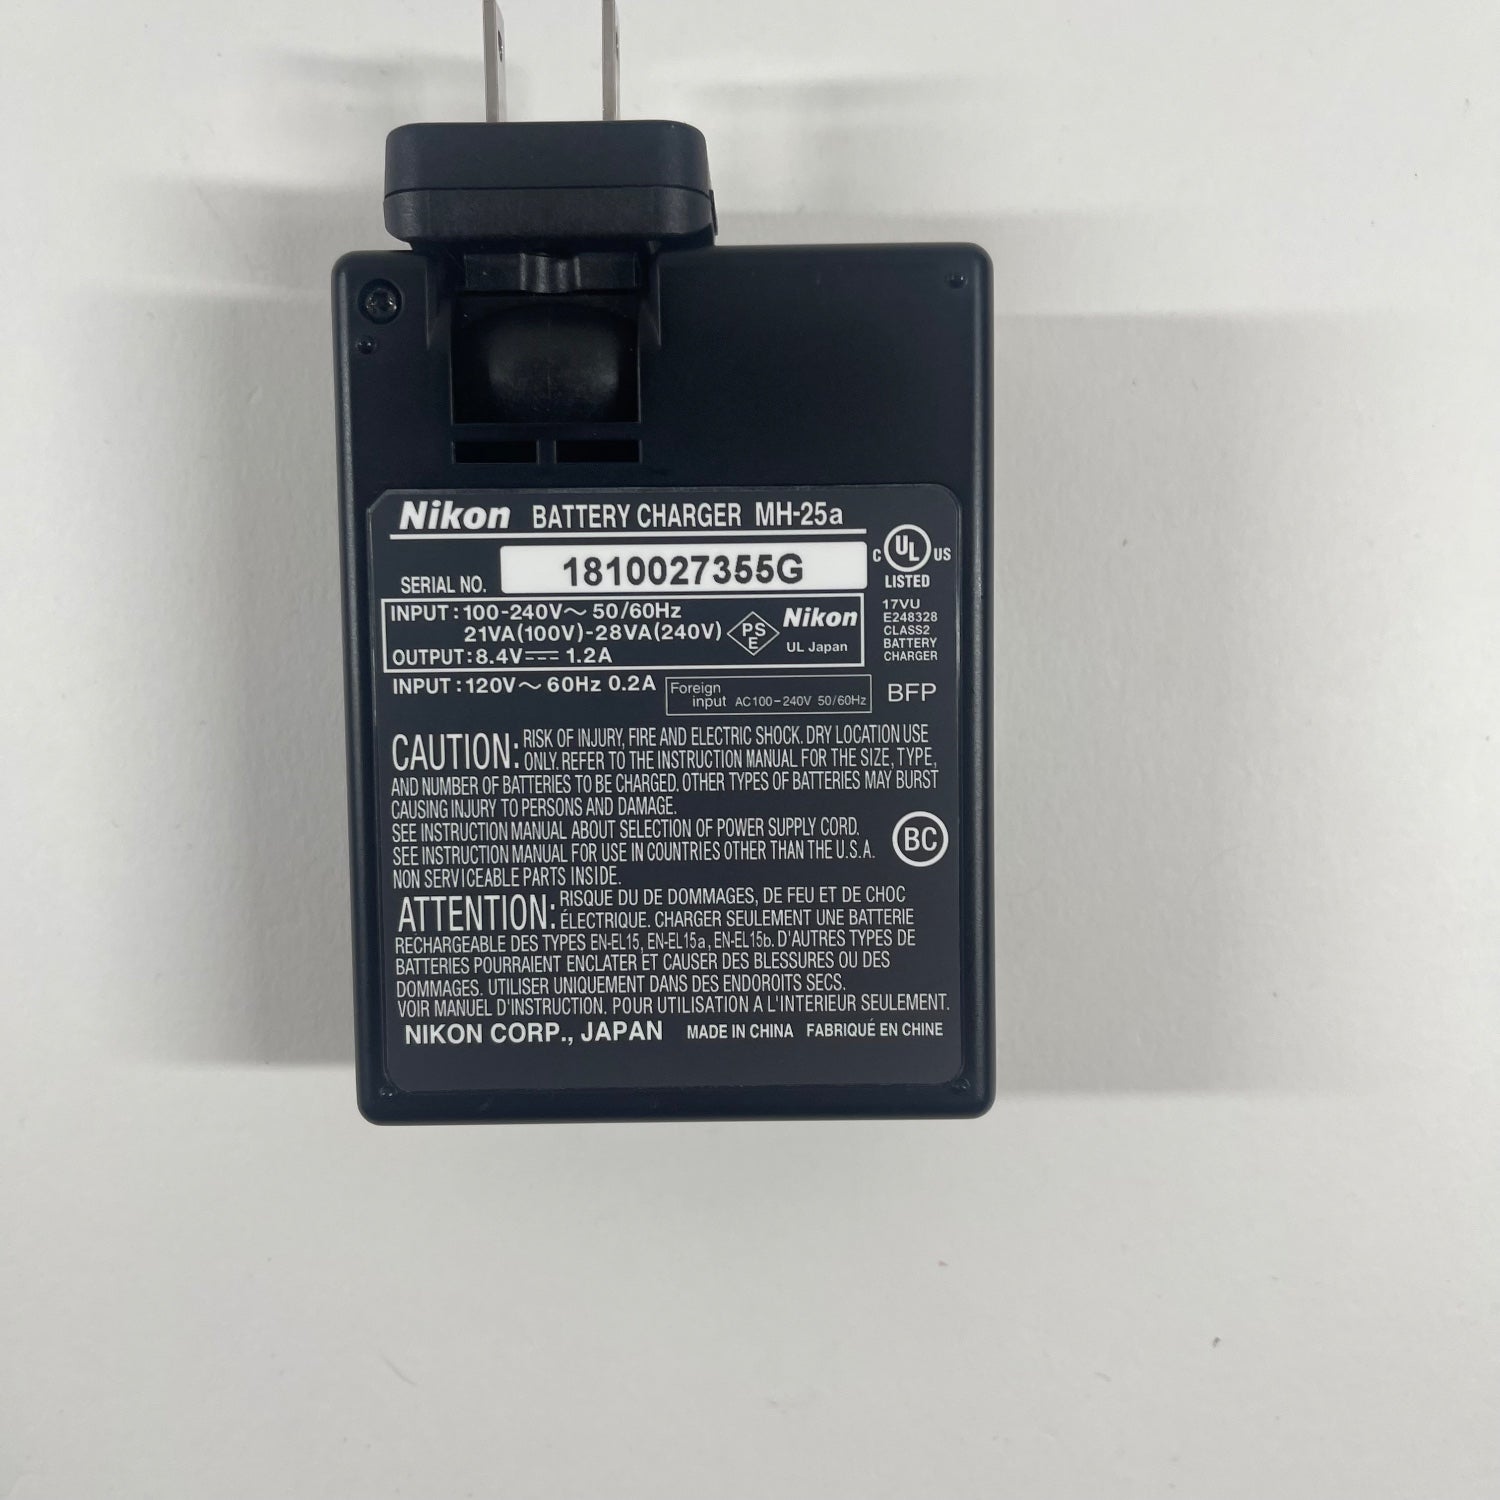 Nikon BATTERY CHARGER MH-25a
SERIAL NO. 1810027355G
C UL US
LISTED
17VU
E248328
CLASS2
BATTERY
CHARGER
INPUT : 100-240V～ 50/60Hz
21VA(100V)-28VA(240V)
OUTPUT : 8.4V⎓ 1.2A
PS
E
Nikon
UL Japan
INPUT : 120V～ 60Hz 0.2A
Foreign
input AC100-240V 50/60Hz
BFP
CAUTION: RISK OF INJURY, FIRE AND ELECTRIC SHOCK. DRY LOCATION USE
ONLY. REFER TO THE INSTRUCTION MANUAL FOR THE SIZE, TYPE,
AND NUMBER OF BATTERIES TO BE CHARGED. OTHER TYPES OF BATTERIES MAY BURST
CAUSING INJURY TO PERSONS AND DAMAGE.
SEE INSTRUCTION MANUAL ABOUT SELECTION OF POWER SUPPLY CORD.
SEE INSTRUCTION MANUAL FOR USE IN COUNTRIES OTHER THAN THE U.S.A.
NON SERVICEABLE PARTS INSIDE.
BC
ATTENTION: RISQUE DU DE DOMMAGES, DE FEU ET DE CHOC
ÉLECTRIQUE. CHARGER SEULEMENT UNE BATTERIE
RECHARGEABLE DES TYPES EN-EL15, EN-EL15a, EN-EL15b. D'AUTRES TYPES DE
BATTERIES POURRAIENT ENCLATER ET CAUSER DES BLESSURES OU DES
DOMMAGES. UTILISER UNIQUEMENT DANS DES ENDOROITS SECS.
VOIR MANUEL D'INSTRUCTION. POUR UTILISATION A L'INTERIEUR SEULEMENT.
NIKON CORP., JAPAN MADE IN CHINA FABRIQUÉ EN CHINE